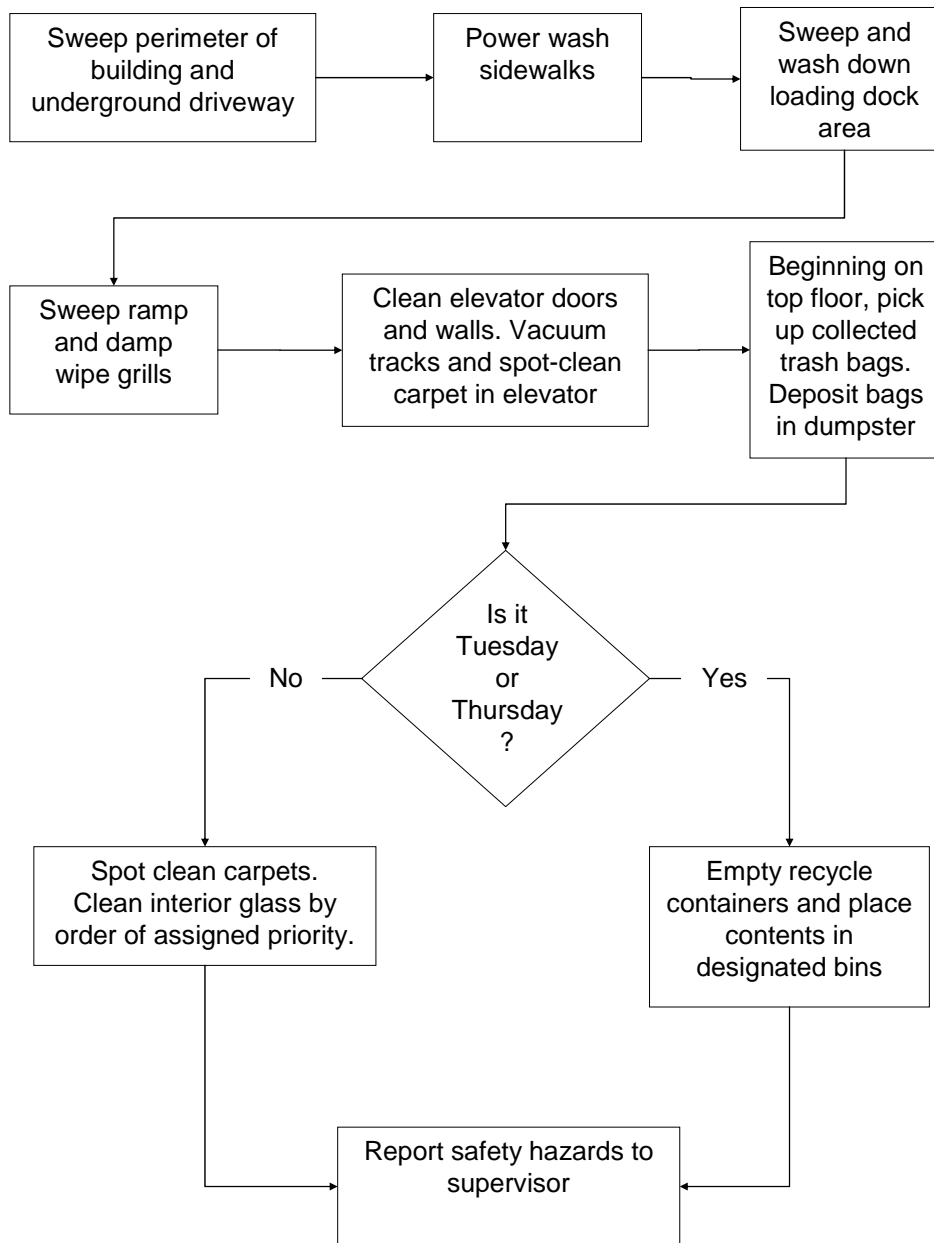 Sweep perimeter of
building and
underground driveway
Power wash
sidewalks
Sweep and
wash down
loading dock
area
Sweep ramp
and damp
wipe grills
Clean elevator doors
and walls. Vacuum
tracks and spot-clean
carpet in elevator
Beginning on
top floor, pick
up collected
trash bags.
Deposit bags
in dumpster
Is it
Tuesday
or
Thursday
?
No
Yes
Spot clean carpets.
Clean interior glass by
order of assigned priority.
Empty recycle
containers and place
contents in
designated bins
Report safety hazards to
supervisor